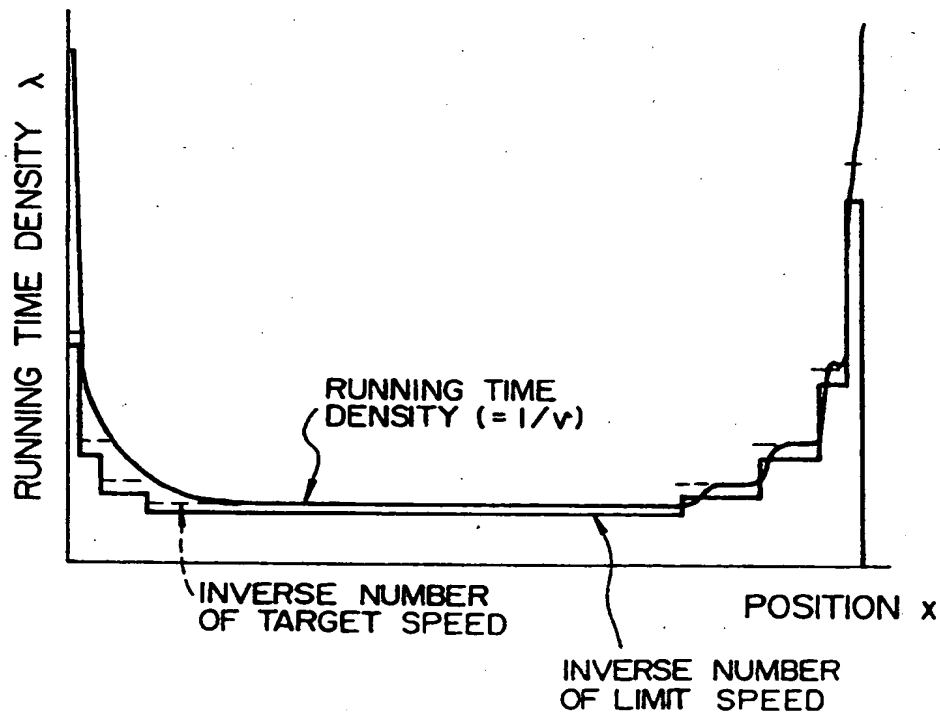 RUNNING TIME DENSITY λ
RUNNING TIME
DENSITY (= 1/v)
INVERSE NUMBER
OF TARGET SPEED
POSITION x
INVERSE NUMBER
OF LIMIT SPEED